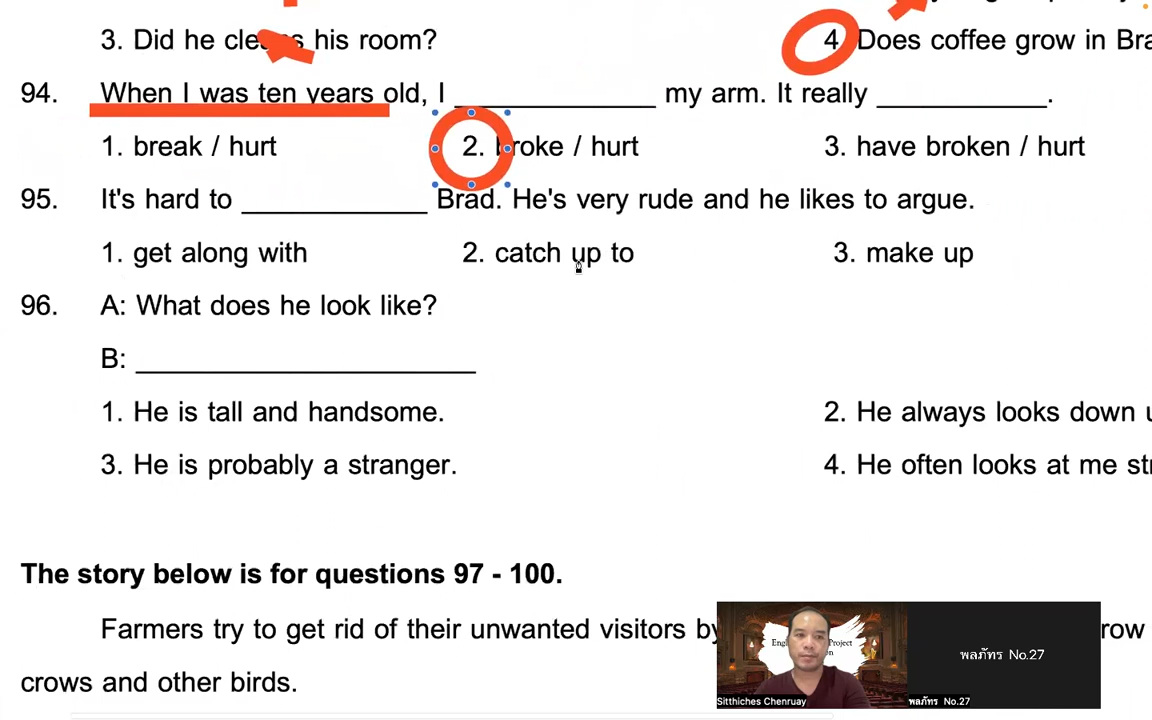 3. Did he cle s his room?
4 Does coffee grow in Bra
94. When I was ten years old, I ____________ my arm. It really __________.
1. break / hurt 2. broke / hurt 3. have broken / hurt
95. It's hard to ___________ Brad. He's very rude and he likes to argue.
1. get along with 2. catch up to 3. make up
96. A: What does he look like?
B: ____________________
1. He is tall and handsome. 2. He always looks down
3. He is probably a stranger. 4. He often looks at me str
The story below is for questions 97 - 100.
Farmers try to get rid of their unwanted visitors by row
crows and other birds.
Sitthiches Chenruay
พลภัทร No.27
พลภัทร No.27